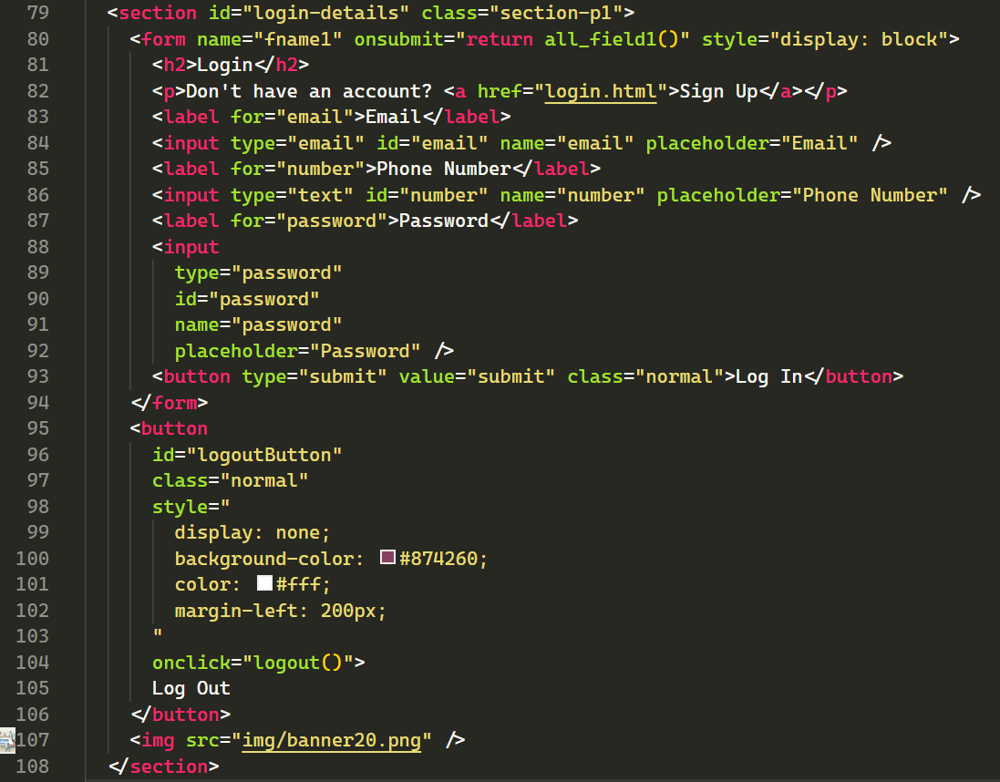 79 <section id="login-details" class="section-p1">
80 <form name="fname1" onsubmit="return all_field1()" style="display: block">
81 <h2>Login</h2>
82 <p>Don't have an account? <a href="login.html">Sign Up</a></p>
83 <label for="email">Email</label>
84 <input type="email" id="email" name="email" placeholder="Email" />
85 <label for="number">Phone Number</label>
86 <input type="text" id="number" name="number" placeholder="Phone Number" />
87 <label for="password">Password</label>
88 <input
89 type="password"
90 id="password"
91 name="password"
92 placeholder="Password" />
93 <button type="submit" value="submit" class="normal">Log In</button>
94 </form>
95 <button
96 id="logoutButton"
97 class="normal"
98 style="
99 display: none;
100 background-color: #874260;
101 color: #fff;
102 margin-left: 200px;
103 "
104 onclick="logout()">
105 Log Out
106 </button>
107 <img src="img/banner20.png" />
108 </section>